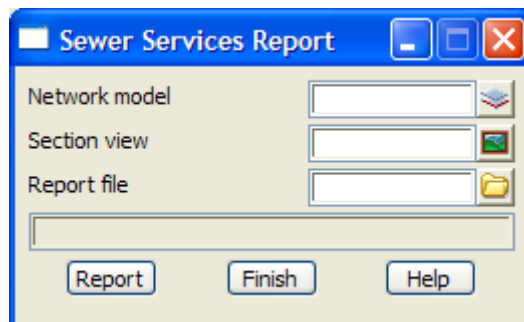 Sewer Services Report
Network model
Section view
Report file
Report Finish Help